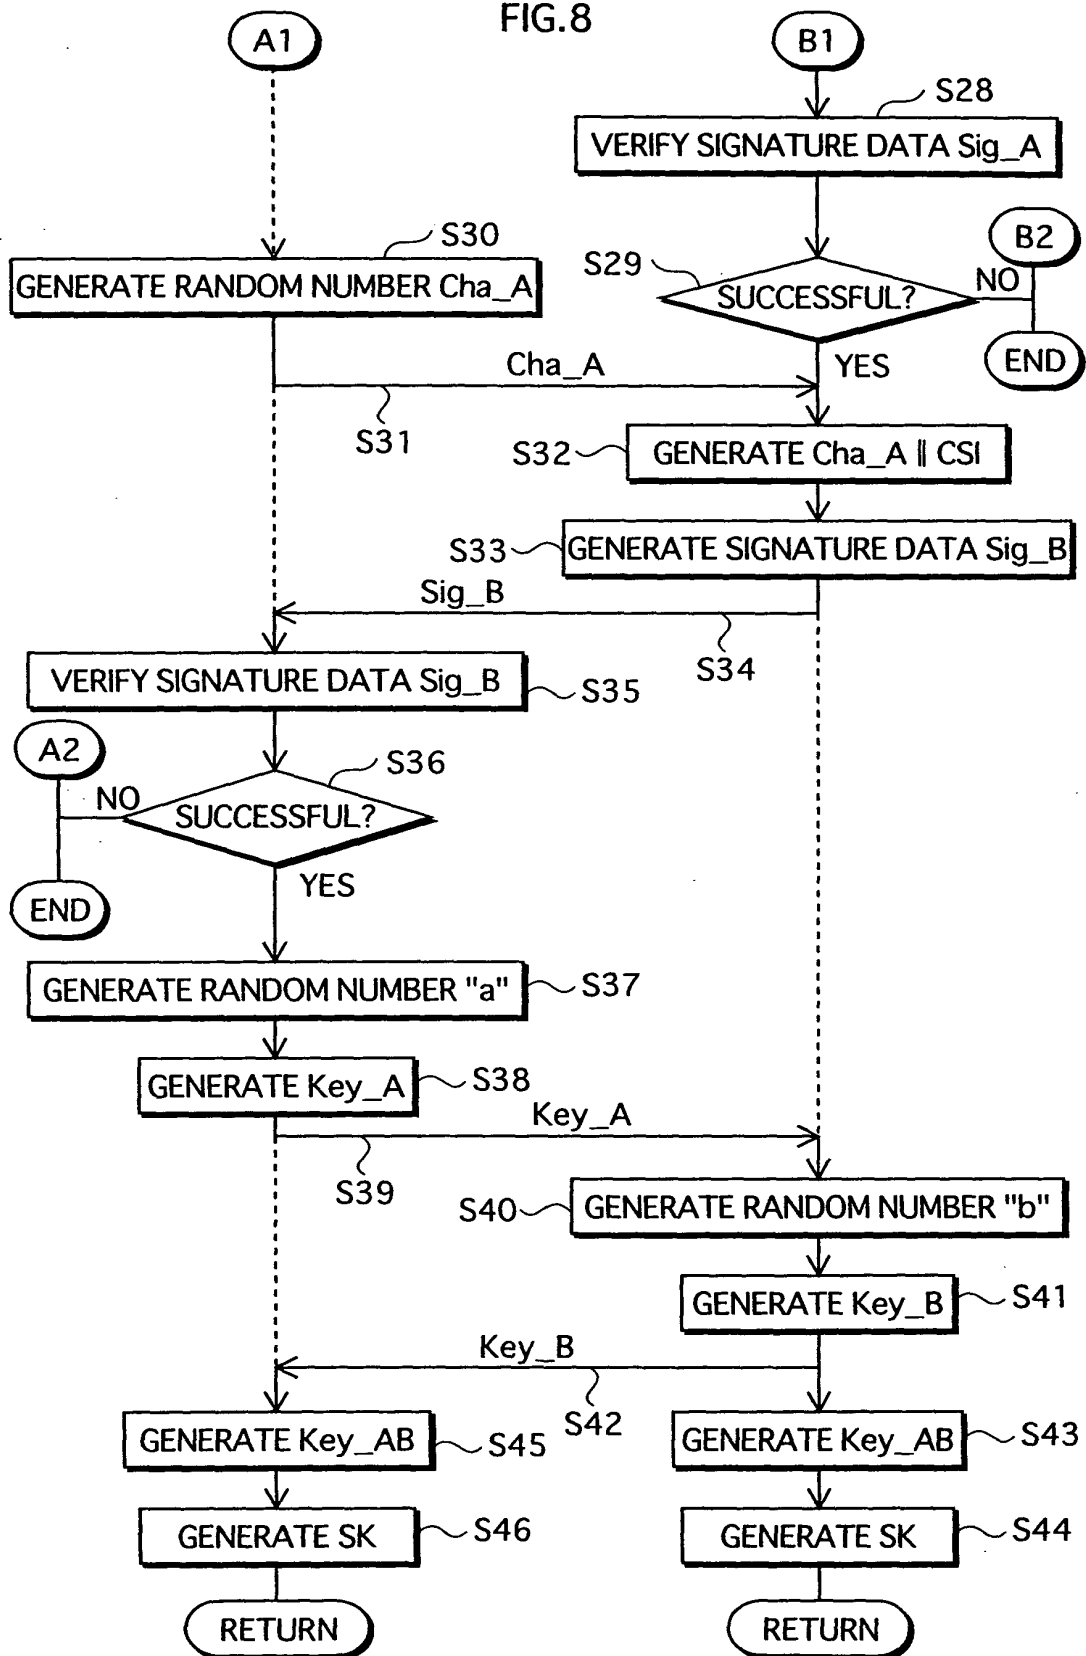 FIG.8
A1
B1
S28
VERIFY SIGNATURE DATA Sig_A
S30
GENERATE RANDOM NUMBER Cha_A
B2
S29
SUCCESSFUL?
NO
END
YES
Cha_A
S31
S32
GENERATE Cha_A || CSI
S33
GENERATE SIGNATURE DATA Sig_B
Sig_B
S34
VERIFY SIGNATURE DATA Sig_B
S35
A2
S36
NO
SUCCESSFUL?
YES
END
GENERATE RANDOM NUMBER "a"
S37
GENERATE Key_A
S38
Key_A
S39
S40
GENERATE RANDOM NUMBER "b"
GENERATE Key_B
S41
Key_B
S42
GENERATE Key_AB
S45
GENERATE Key_AB
S43
GENERATE SK
S46
GENERATE SK
S44
RETURN
RETURN